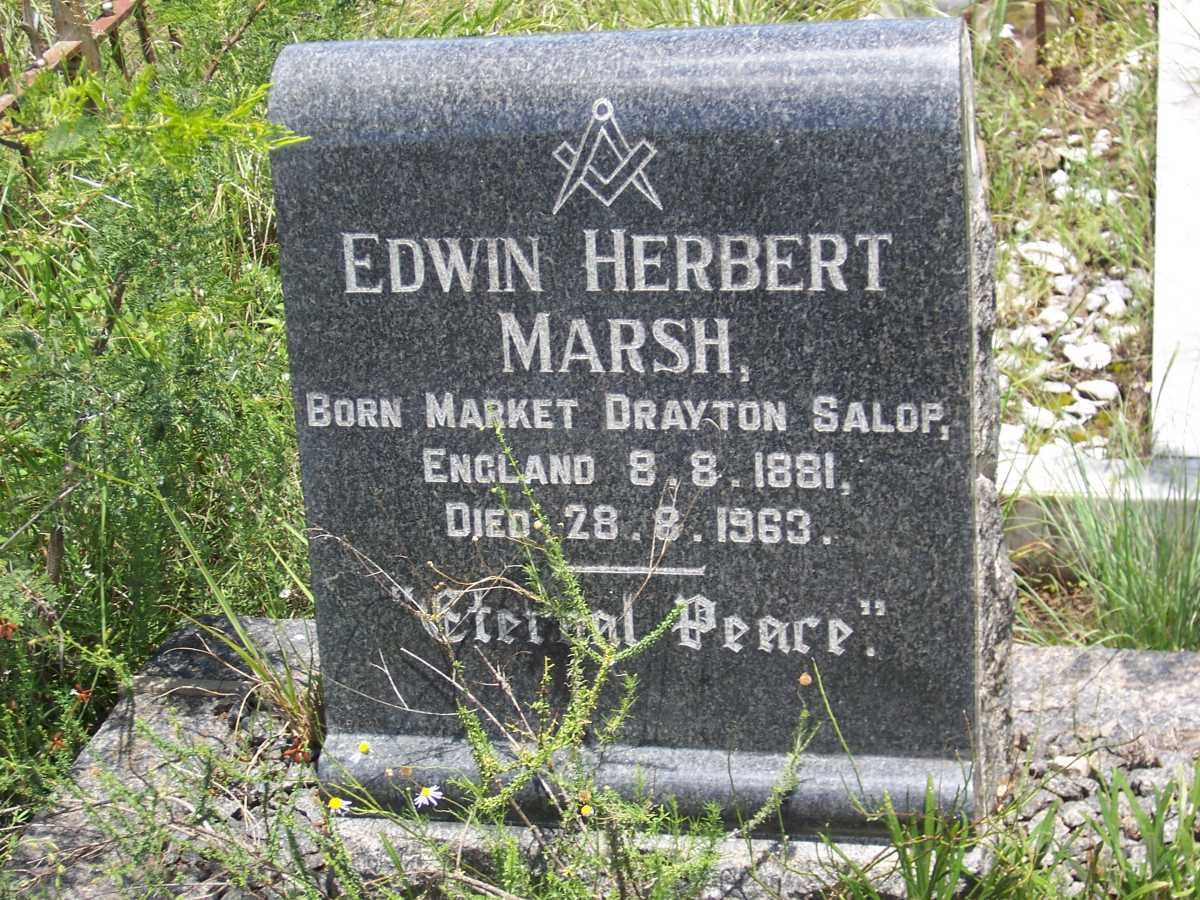 EDWIN HERBERT
MARSH,
BORN MARKET DRAYTON SALOP,
ENGLAND 8.8.1881,
DIED 28.8.1963.
"Eternal Peace".